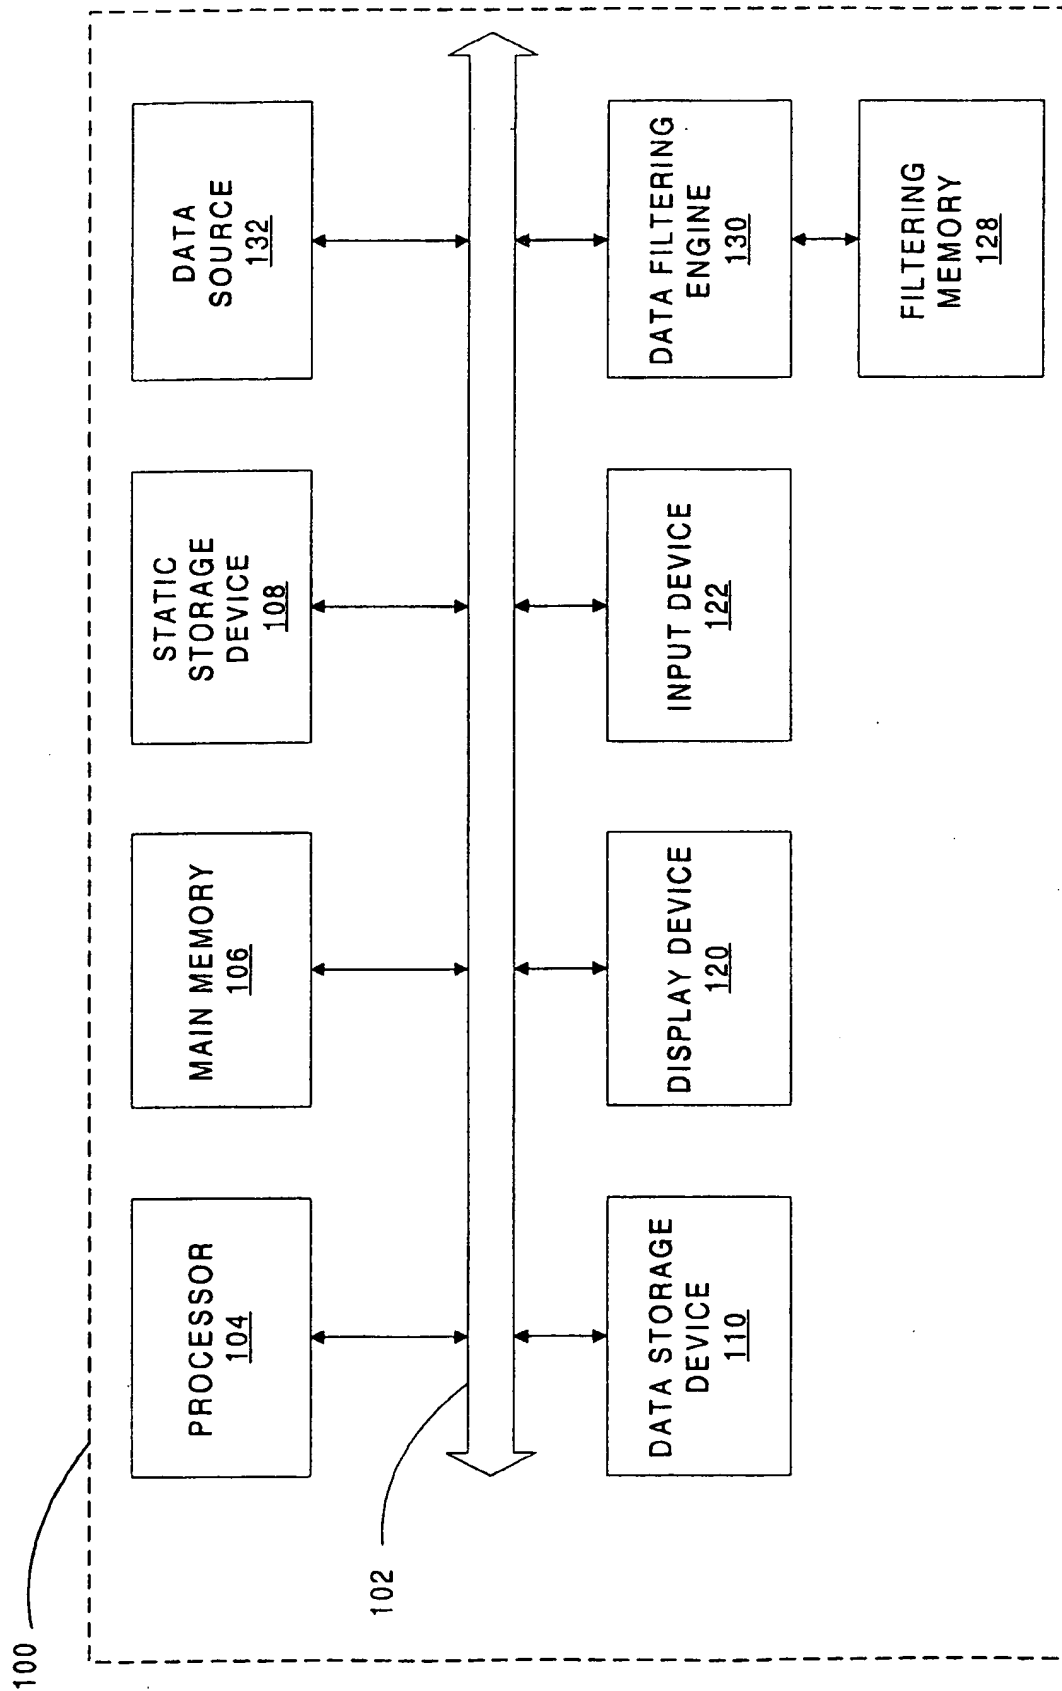 100
102
PROCESSOR
104
MAIN MEMORY
106
STATIC
STORAGE
DEVICE
108
DATA
SOURCE
132
DATA STORAGE
DEVICE
110
DISPLAY DEVICE
120
INPUT DEVICE
122
DATA FILTERING
ENGINE
130
FILTERING
MEMORY
128